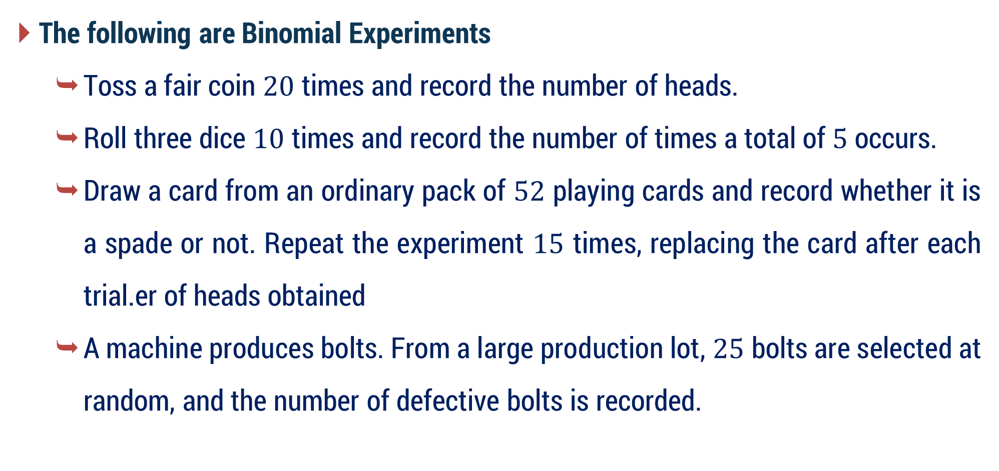 The following are Binomial Experiments
Toss a fair coin 20 times and record the number of heads.
Roll three dice 10 times and record the number of times a total of 5 occurs.
Draw a card from an ordinary pack of 52 playing cards and record whether it is
a spade or not. Repeat the experiment 15 times, replacing the card after each
trial.er of heads obtained
A machine produces bolts. From a large production lot, 25 bolts are selected at
random, and the number of defective bolts is recorded.